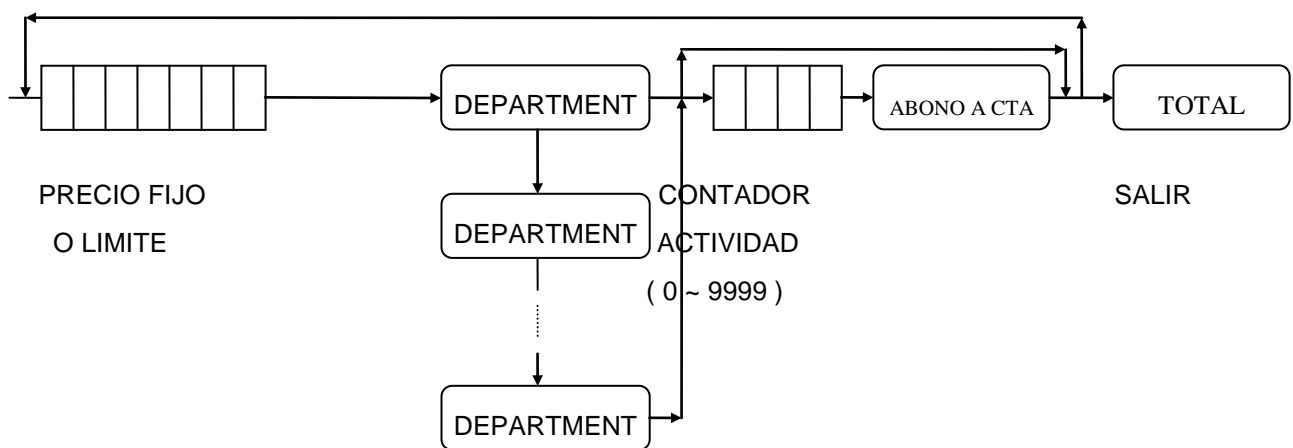 DEPARTMENT
ABONO A CTA
TOTAL
PRECIO FIJO
O LIMITE
DEPARTMENT
CONTADOR
ACTIVIDAD
( 0 ~ 9999 )
SALIR
DEPARTMENT